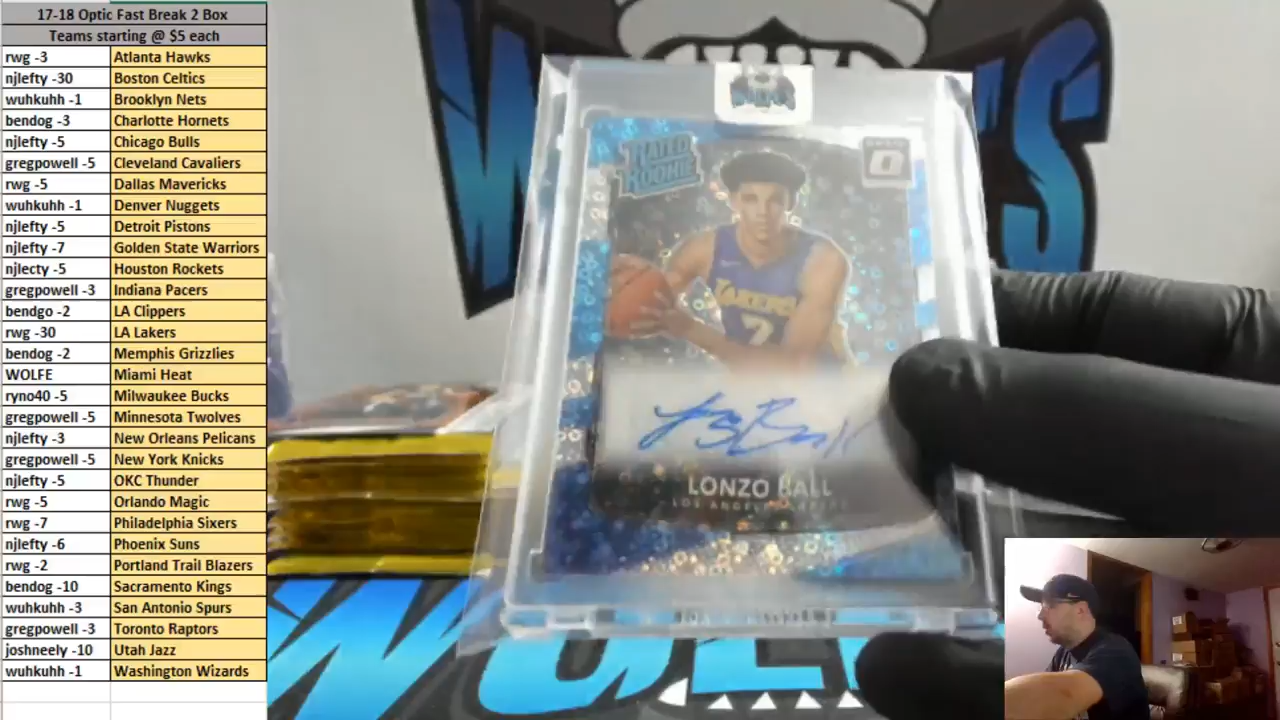 17-18 Optic Fast Break 2 Box
Teams starting @ $5 each
rwg -3 Atlanta Hawks
njlefty -30 Boston Celtics
wuhkuhh -1 Brooklyn Nets
bendog -3 Charlotte Hornets
njlefty -5 Chicago Bulls
gregpowell -5 Cleveland Cavaliers
rwg -5 Dallas Mavericks
wuhkuhh -1 Denver Nuggets
njlefty -5 Detroit Pistons
njlefty -7 Golden State Warriors
njlecty -5 Houston Rockets
gregpowell -3 Indiana Pacers
bendgo -2 LA Clippers
rwg -30 LA Lakers
bendog -2 Memphis Grizzlies
WOLFE Miami Heat
ryno40 -5 Milwaukee Bucks
gregpowell -5 Minnesota Twolves
njlefty -3 New Orleans Pelicans
gregpowell -5 New York Knicks
njlefty -5 OKC Thunder
rwg -5 Orlando Magic
rwg -7 Philadelphia Sixers
njlefty -6 Phoenix Suns
rwg -2 Portland Trail Blazers
bendog -10 Sacramento Kings
wuhkuhh -3 San Antonio Spurs
gregpowell -3 Toronto Raptors
joshneely -10 Utah Jazz
wuhkuhh -1 Washington Wizards
RATED ROOKIE
LAKERS
LONZO BALL
LOS ANGELES LAKERS